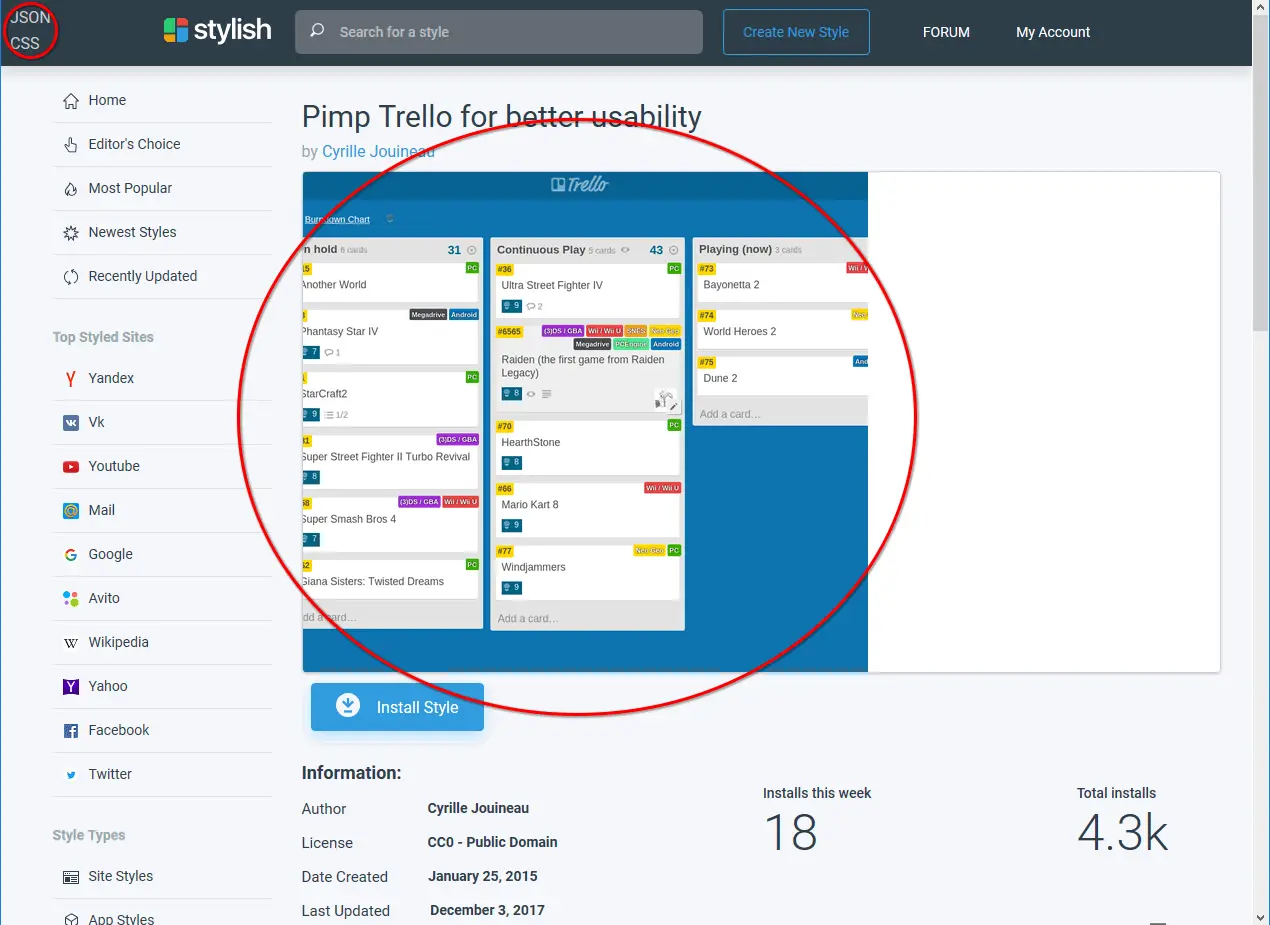 JSON
CSS
stylish
Search for a style
Create New Style
FORUM
My Account
Home
Editor's Choice
Most Popular
Newest Styles
Recently Updated
Top Styled Sites
Yandex
Vk
Youtube
Mail
Google
Avito
Wikipedia
Yahoo
Facebook
Twitter
Style Types
Site Styles
App Styles
Pimp Trello for better usability
by Cyrille Jouineau
Trello
Burndown Chart
n hold 6 cards 31
5 PC
Another World
Megadrive Android
Phantasy Star IV
7 1
PC
StarCraft2
9 1/2
1 (3)DS / GBA
Super Street Fighter II Turbo Revival
8
8 (3)DS / GBA Wii / Wii U
Super Smash Bros 4
7
2 PC
Giana Sisters: Twisted Dreams
dd a card...
Continuous Play 5 cards 43
#36 PC
Ultra Street Fighter IV
9 2
#6565 (3)DS / GBA Wii / Wii U SNES Neo-Geo
Megadrive PCEngine Android
Raiden (the first game from Raiden
Legacy)
8
#70 PC
HearthStone
8
#66 Wii / Wii U
Mario Kart 8
9
#77 Neo-Geo PC
Windjammers
9
Add a card...
Playing (now) 3 cards
#73 Wii / W
Bayonetta 2
#74 Neo-
World Heroes 2
#75 And
Dune 2
Add a card...
Install Style
Information:
Author Cyrille Jouineau
License CC0 - Public Domain
Date Created January 25, 2015
Last Updated December 3, 2017
Installs this week
18
Total installs
4.3k